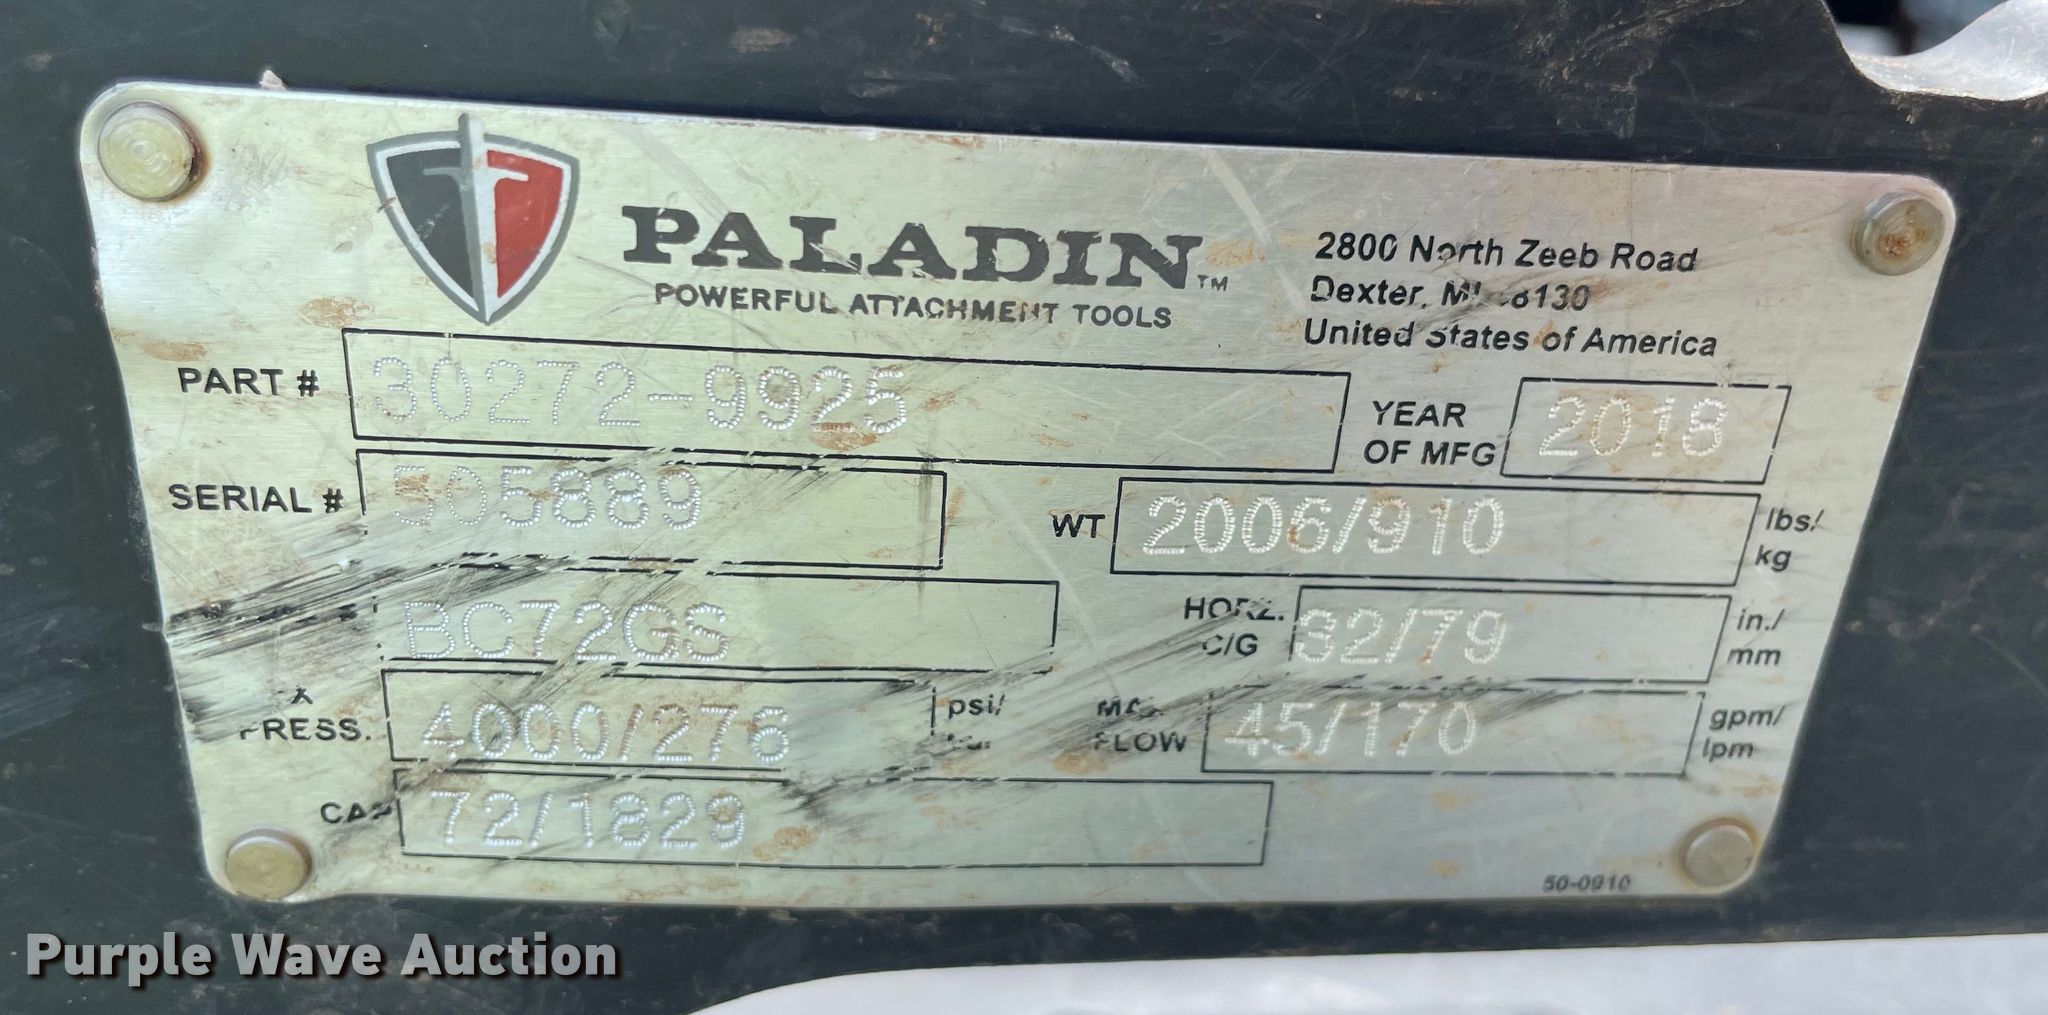 PALADIN™
POWERFUL ATTACHMENT TOOLS
2800 North Zeeb Road
Dexter,
United States of America
PART # 30272-9925
YEAR OF MFG 2018
SERIAL # 505889
WT 2006/910 lbs/ kg
BC72GS
HORZ. C/G 32/79 in./ mm
PRESS. 4000/276 psi/
FLOW 45/170 gpm/ lpm
72/1829
50-0910
Purple Wave Auction